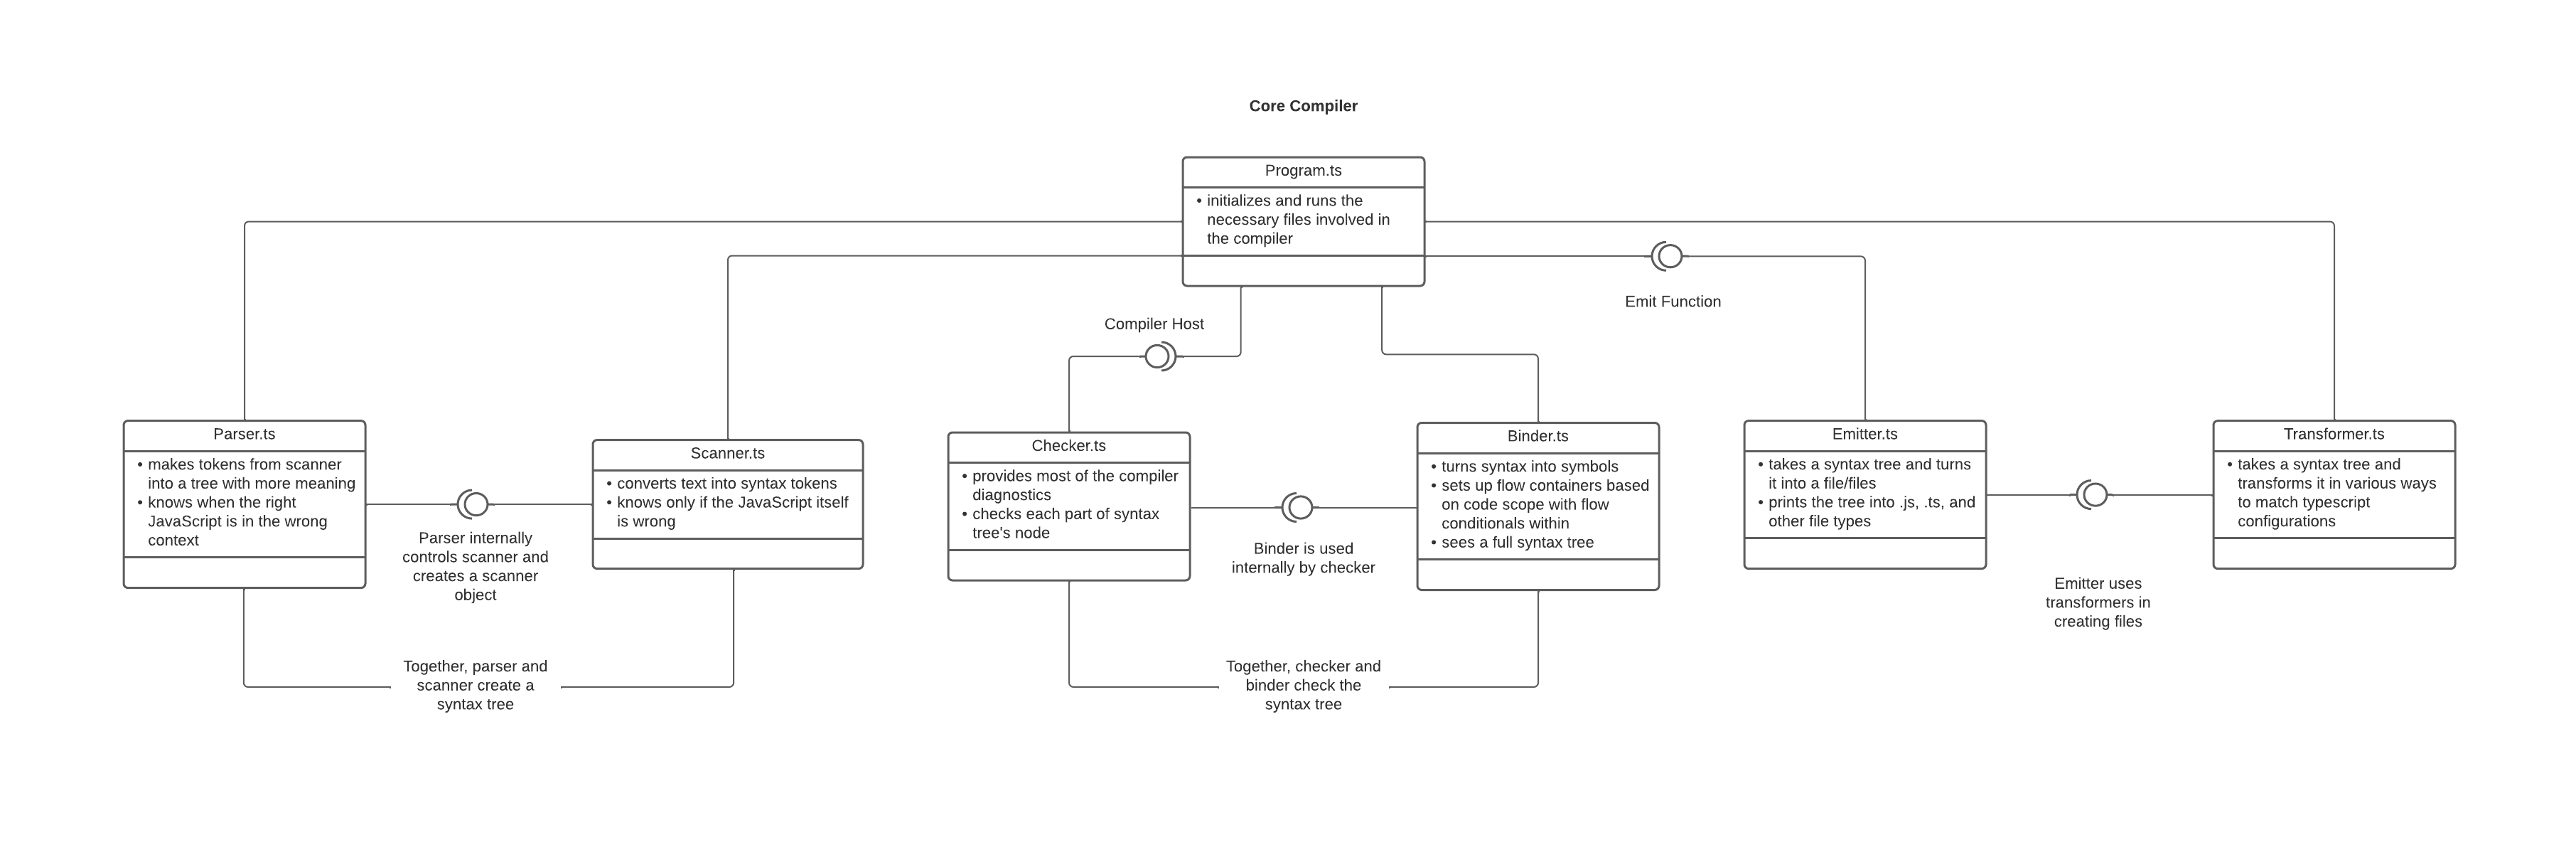 Core Compiler
Program.ts
• initializes and runs the
necessary files involved in
the compiler
Emit Function
Compiler Host
Parser.ts
• makes tokens from scanner
into a tree with more meaning
• knows when the right
JavaScript is in the wrong
context
Parser internally
controls scanner and
creates a scanner
object
Scanner.ts
• converts text into syntax tokens
• knows only if the JavaScript itself
is wrong
Together, parser and
scanner create a
syntax tree
Checker.ts
• provides most of the compiler
diagnostics
• checks each part of syntax
tree's node
Binder is used
internally by checker
Binder.ts
• turns syntax into symbols
• sets up flow containers based
on code scope with flow
conditionals within
• sees a full syntax tree
Together, checker and
binder check the
syntax tree
Emitter.ts
• takes a syntax tree and turns
it into a file/files
• prints the tree into .js, .ts, and
other file types
Emitter uses
transformers in
creating files
Transformer.ts
• takes a syntax tree and
transforms it in various ways
to match typescript
configurations